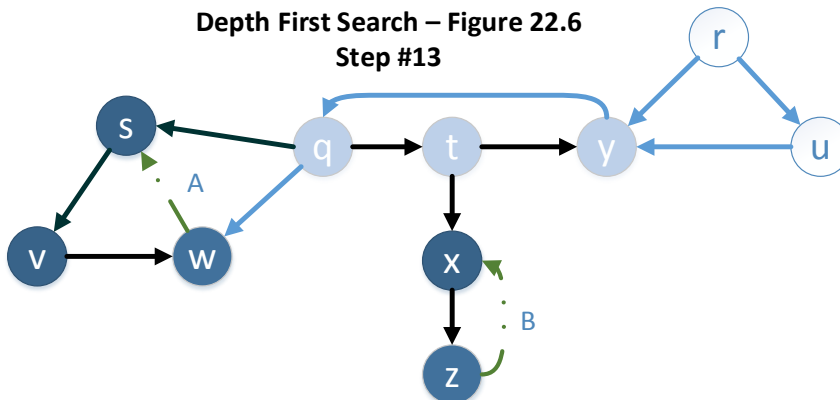 Depth First Search – Figure 22.6
Step #13
r
s
q
t
y
u
A
v
w
x
B
z